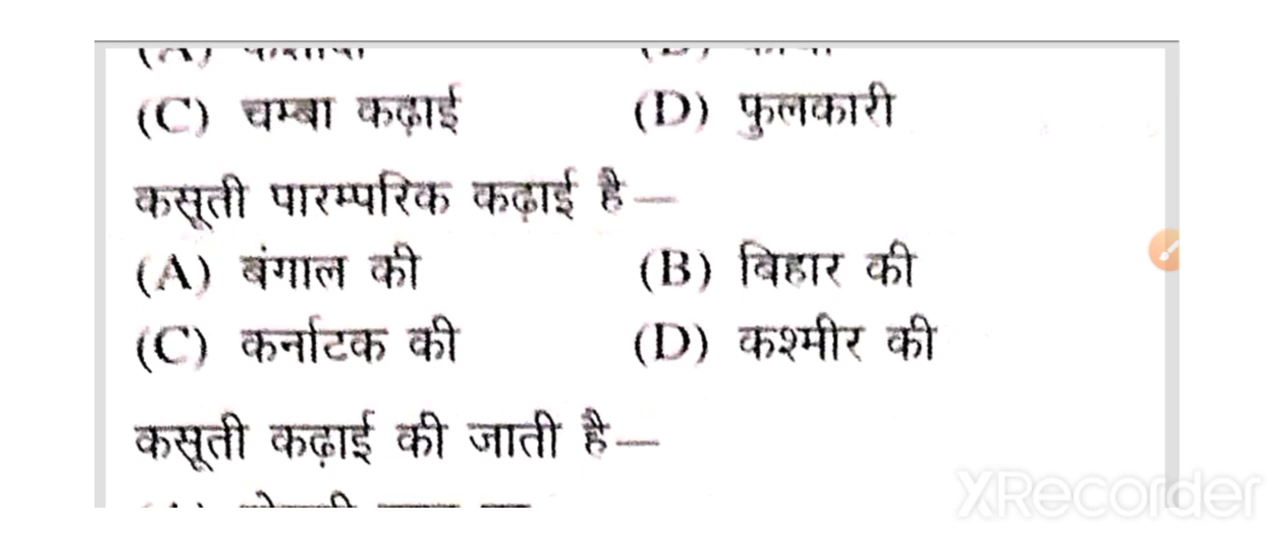 (C) चम्बा कढ़ाई (D) फुलकारी
कसूती पारम्परिक कढ़ाई है—
(A) बंगाल की (B) बिहार की
(C) कर्नाटक की (D) कश्मीर की
कसूती कढ़ाई की जाती है—
XRecorder